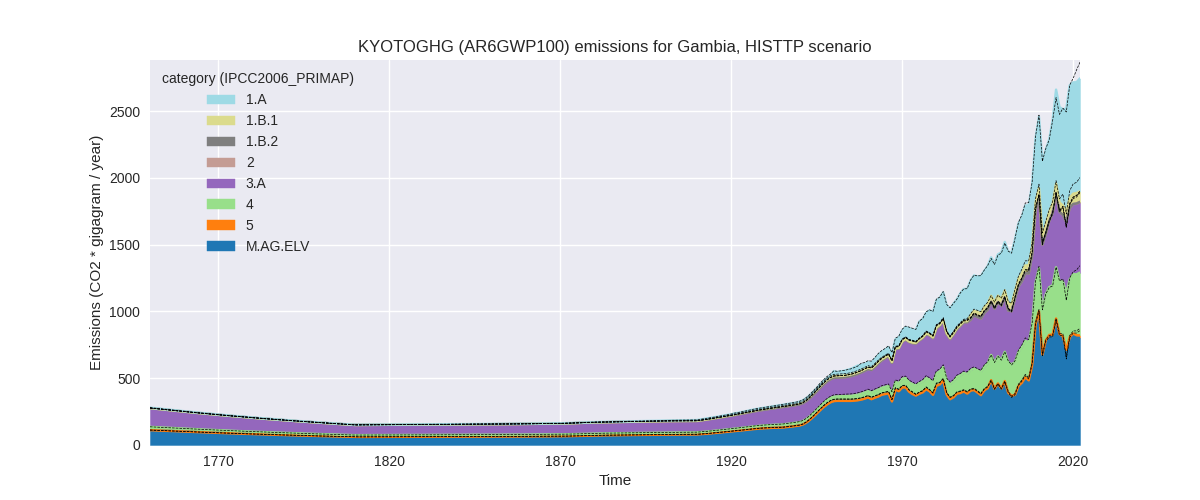 KYOTOGHG (AR6GWP100) emissions for Gambia, HISTTP scenario
category (IPCC2006_PRIMAP)
1.A
1.B.1
1.B.2
2
3.A
4
5
M.AG.ELV
Emissions (CO2 * gigagram / year)
2500
2000
1500
1000
500
0
1770 1820 1870 1920 1970 2020
Time